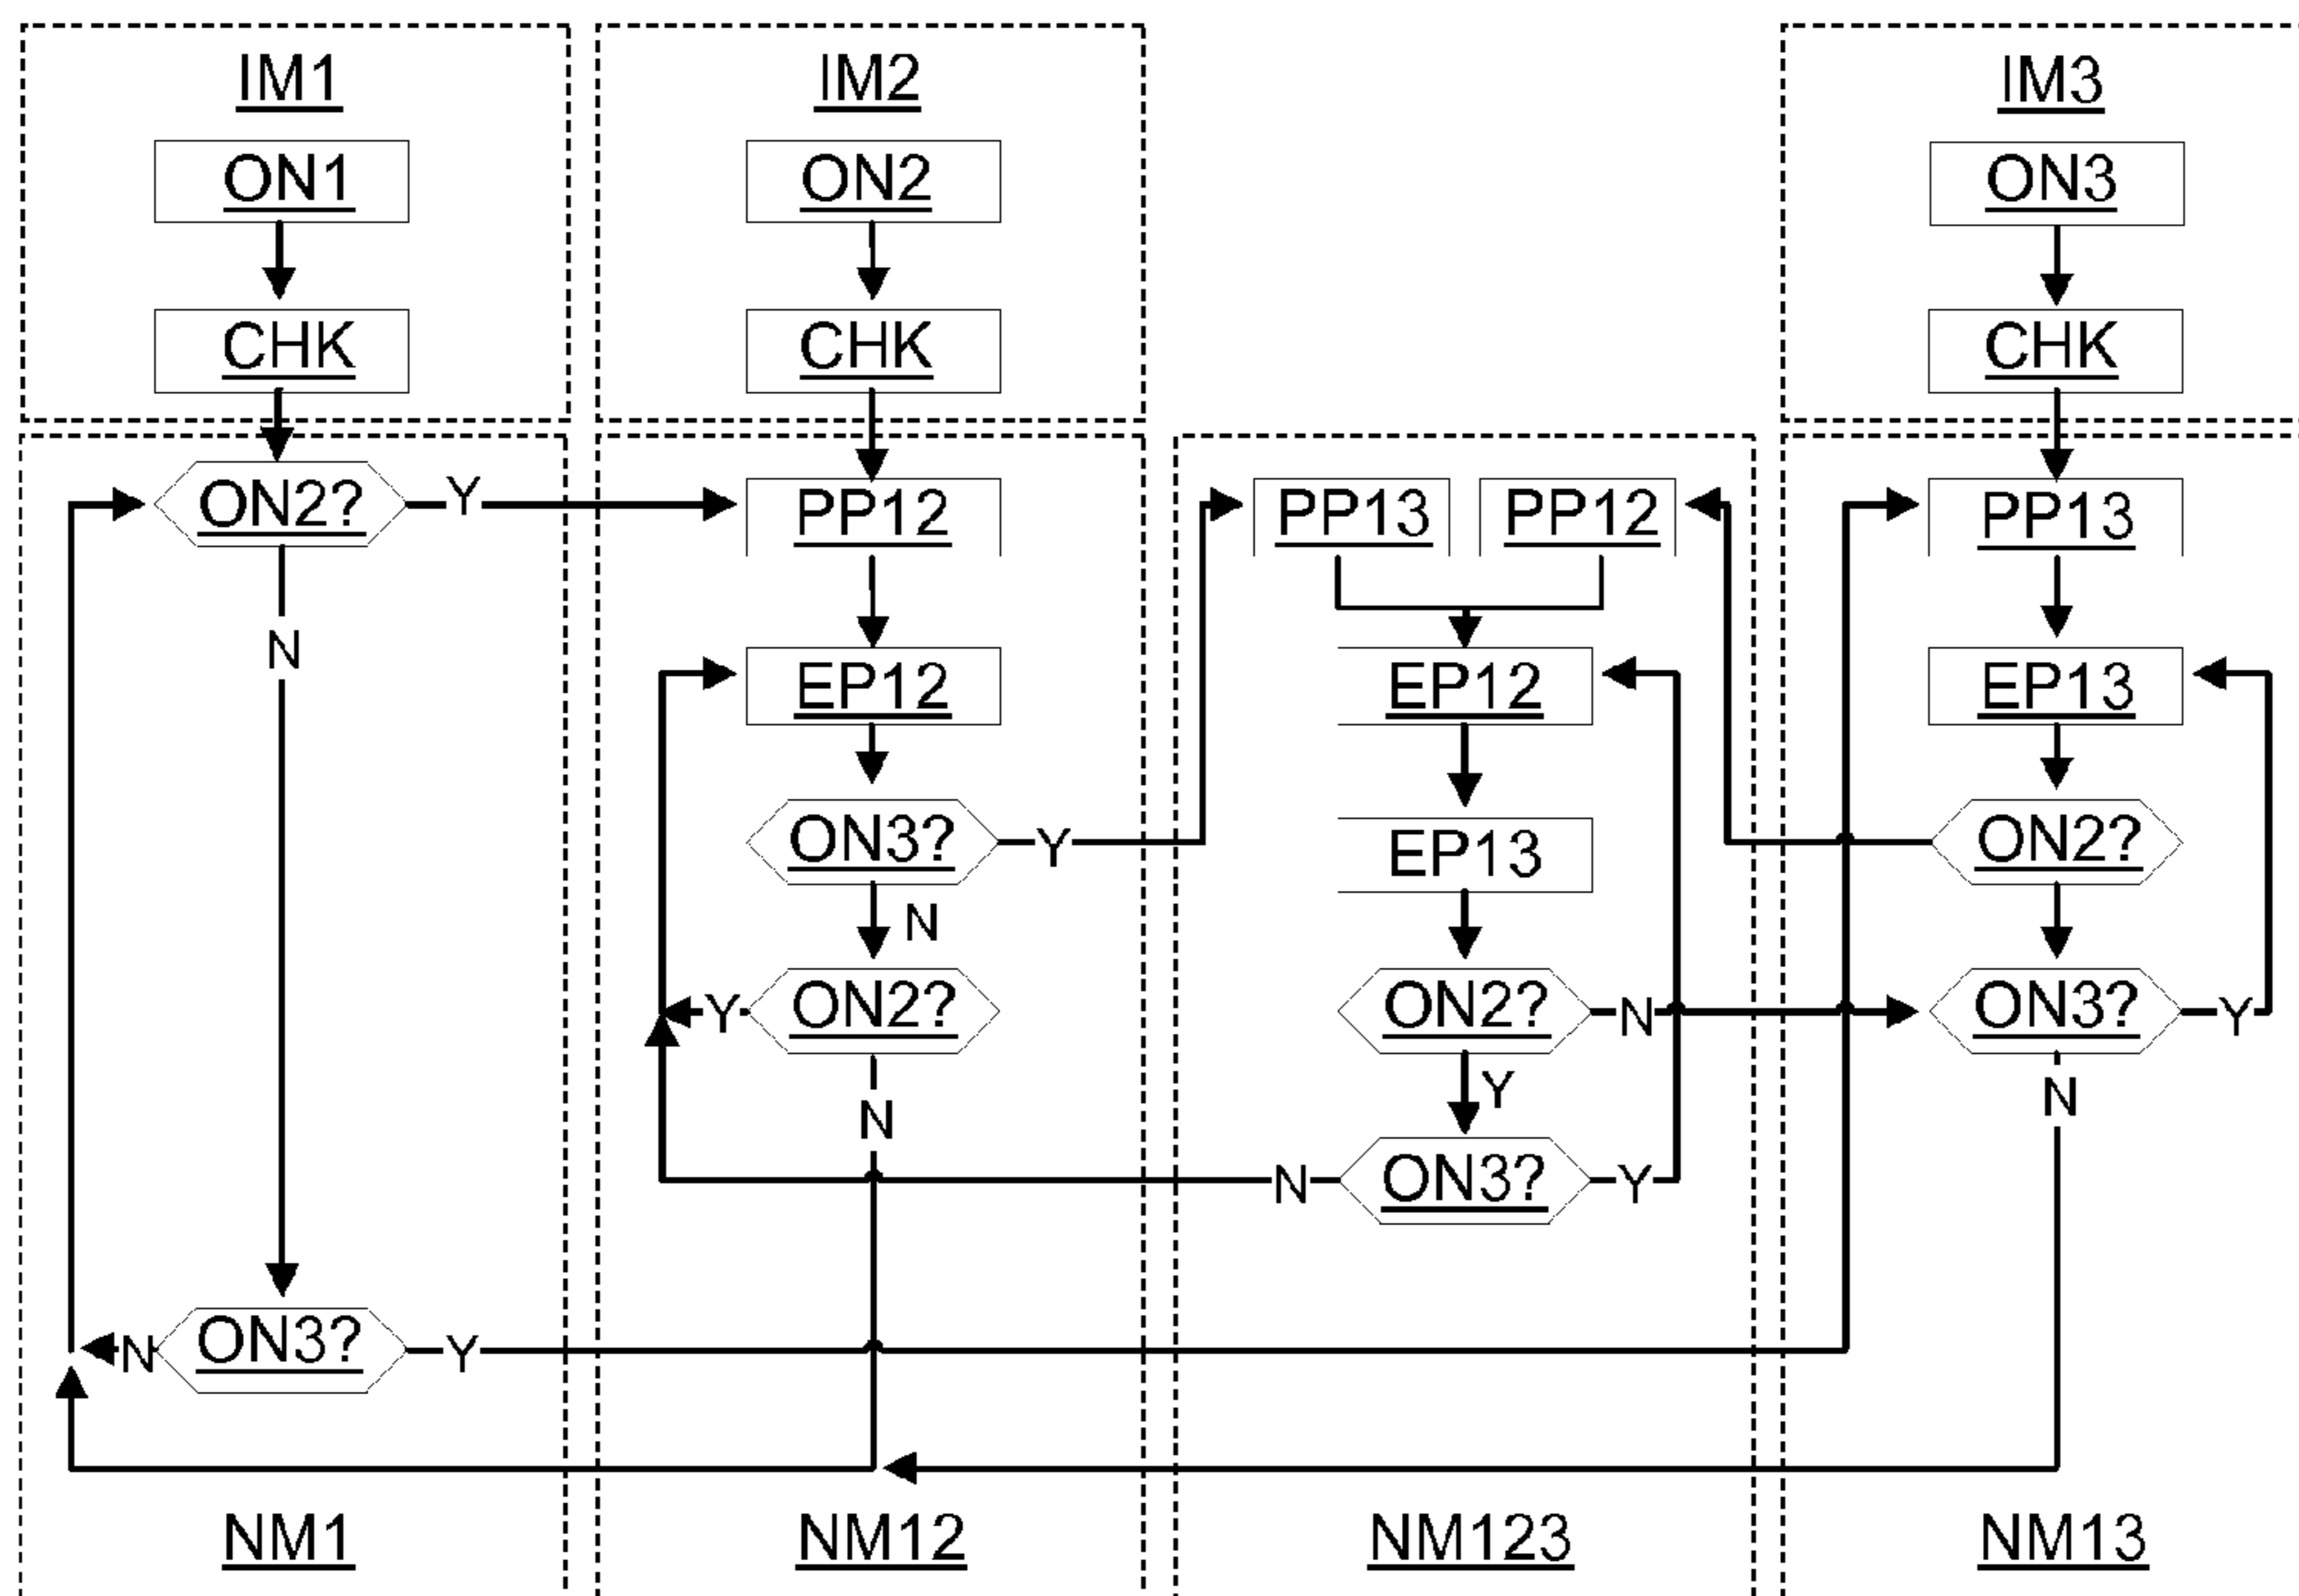 IM1
IM2
IM3
ON1
ON2
ON3
CHK
CHK
CHK
ON2?
Y
PP12
PP13
PP12
PP13
N
EP12
EP12
EP13
ON3?
Y
EP13
ON2?
N
ON2?
Y
ON2?
N
ON3?
Y
N
Y
N
N
ON3?
Y
N
ON3?
Y
NM1
NM12
NM123
NM13